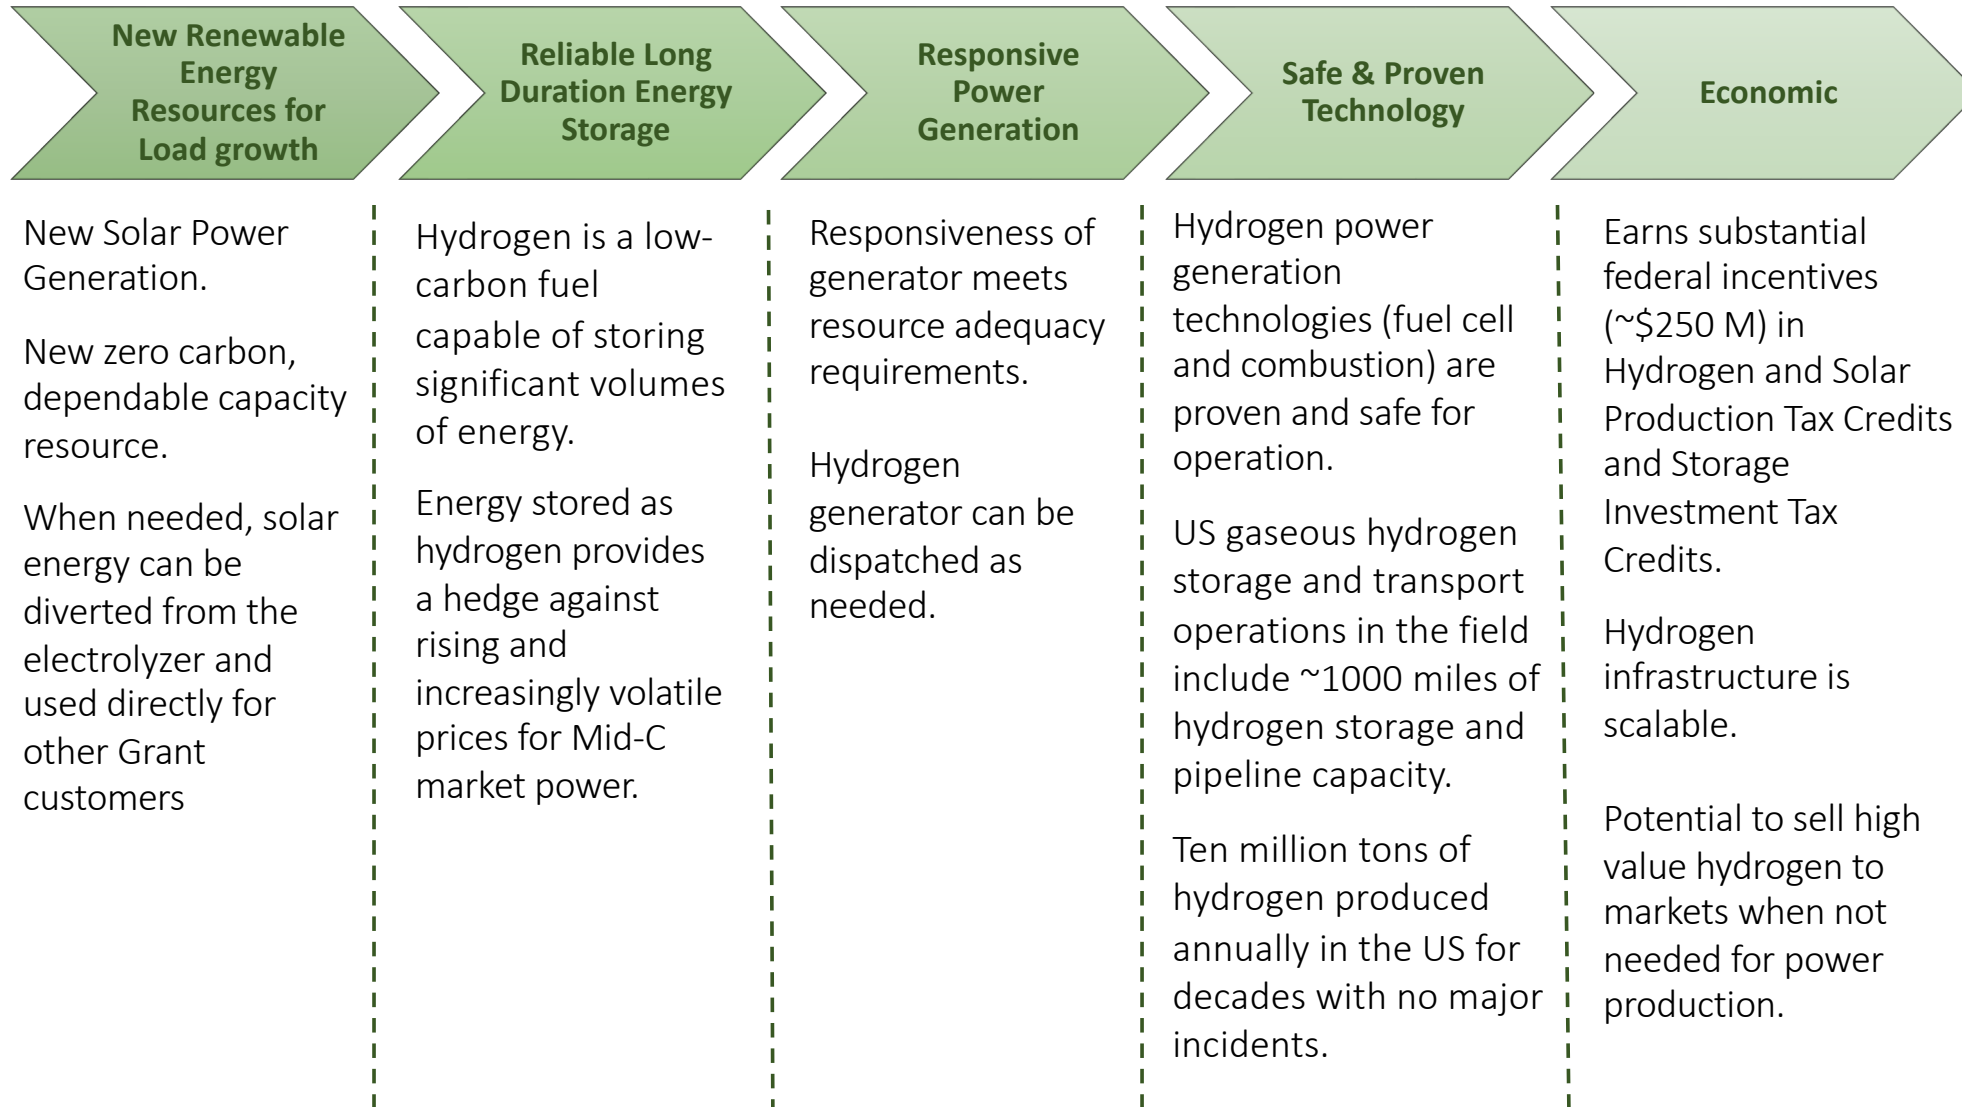 New Renewable
Energy
Resources for
Load growth
Reliable Long
Duration Energy
Storage
Responsive
Power
Generation
Safe & Proven
Technology
Economic
New Solar Power
Generation.
New zero carbon,
dependable capacity
resource.
When needed, solar
energy can be
diverted from the
electrolyzer and
used directly for
other Grant
customers
Hydrogen is a low-
carbon fuel
capable of storing
significant volumes
of energy.
Energy stored as
hydrogen provides
a hedge against
rising and
increasingly volatile
prices for Mid-C
market power.
Responsiveness of
generator meets
resource adequacy
requirements.
Hydrogen
generator can be
dispatched as
needed.
Hydrogen power
generation
technologies (fuel cell
and combustion) are
proven and safe for
operation.
US gaseous hydrogen
storage and transport
operations in the field
include ~1000 miles of
hydrogen storage and
pipeline capacity.
Ten million tons of
hydrogen produced
annually in the US for
decades with no major
incidents.
Earns substantial
federal incentives
(~$250 M) in
Hydrogen and Solar
Production Tax Credits
and Storage
Investment Tax
Credits.
Hydrogen
infrastructure is
scalable.
Potential to sell high
value hydrogen to
markets when not
needed for power
production.